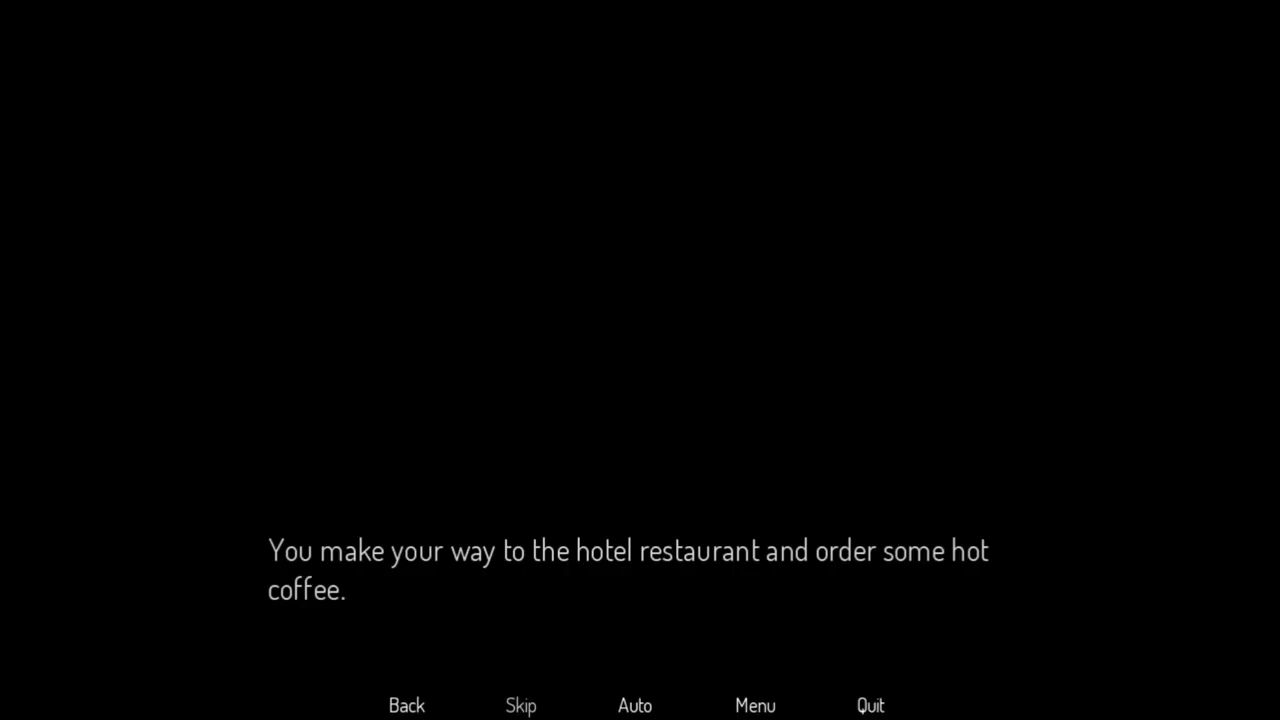 You make your way to the hotel restaurant and order some hot
coffee.
Back Skip Auto Menu Quit